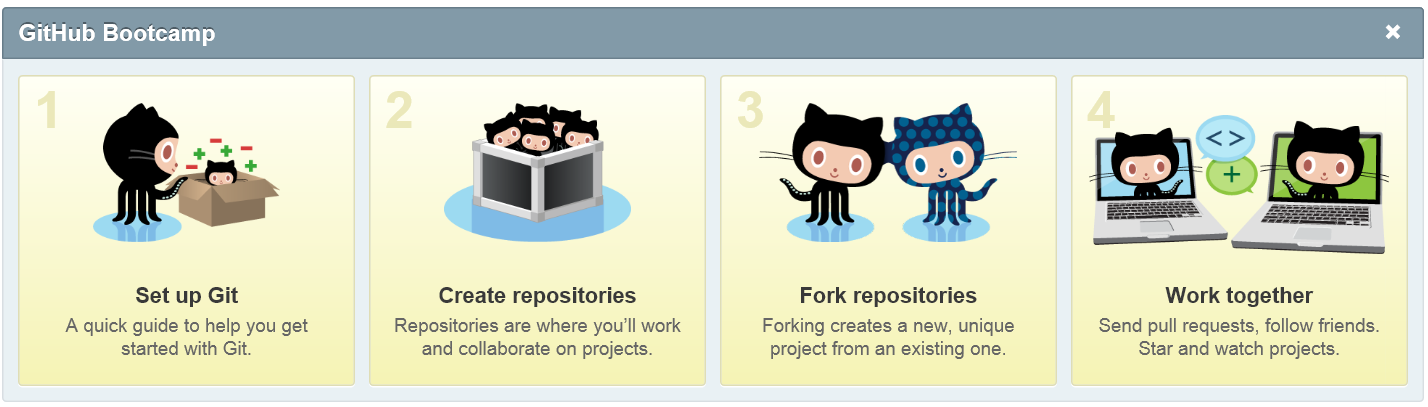 GitHub Bootcamp
1
Set up Git
A quick guide to help you get
started with Git.
2
Create repositories
Repositories are where you’ll work
and collaborate on projects.
3
Fork repositories
Forking creates a new, unique
project from an existing one.
4
<>
+
Work together
Send pull requests, follow friends.
Star and watch projects.